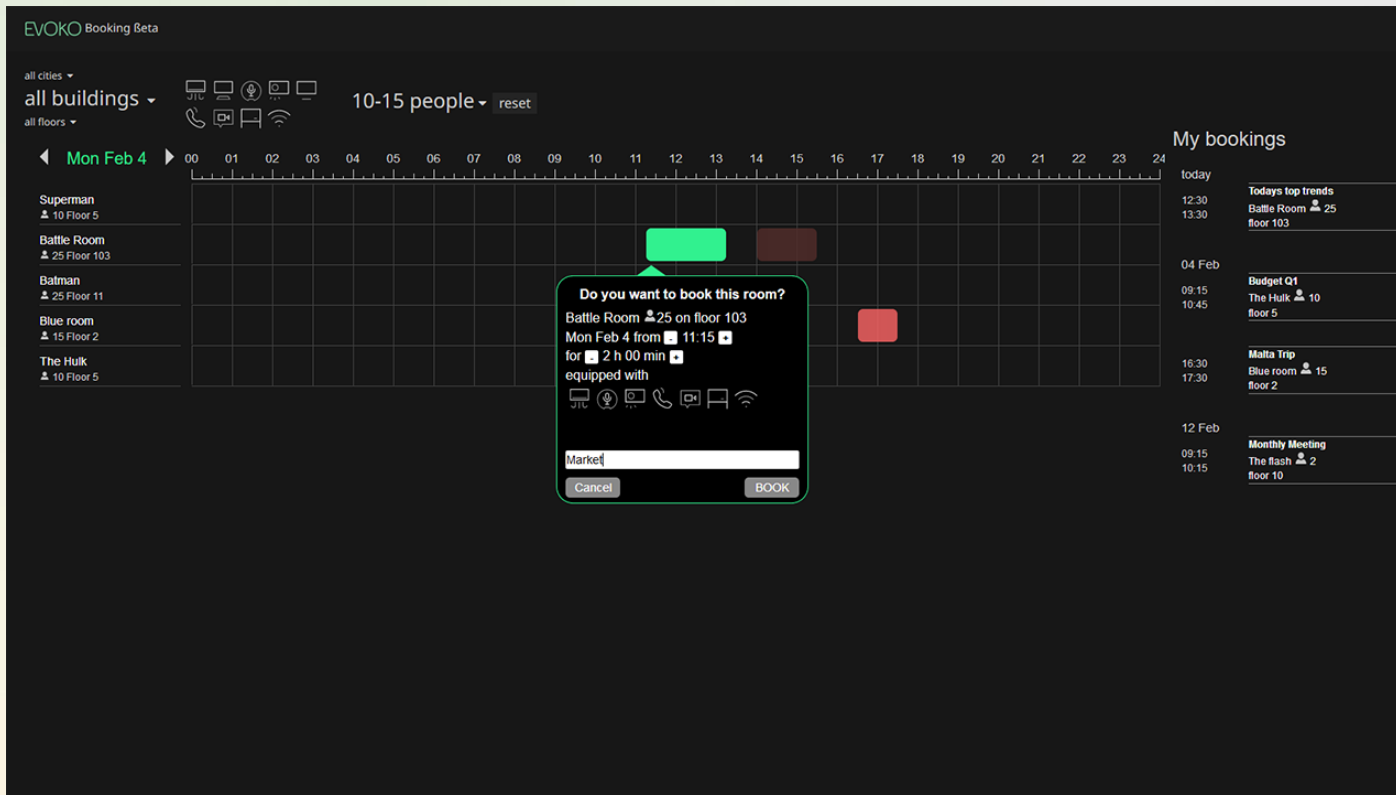 EVOKO Booking ßeta
all cities
all buildings
all floors
10-15 people reset
Mon Feb 4
00 01 02 03 04 05 06 07 08 09 10 11 12 13 14 15 16 17 18 19 20 21 22 23 24
Superman
10 Floor 5
Battle Room
25 Floor 103
Batman
25 Floor 11
Blue room
15 Floor 2
The Hulk
10 Floor 5
Do you want to book this room?
Battle Room 25 on floor 103
Mon Feb 4 from - 11:15 +
for - 2 h 00 min +
equipped with
Market
Cancel BOOK
My bookings
today
12:30
13:30
Todays top trends
Battle Room 25
floor 103
04 Feb
09:15
10:45
Budget Q1
The Hulk 10
floor 5
16:30
17:30
Malta Trip
Blue room 15
floor 2
12 Feb
09:15
10:15
Monthly Meeting
The flash 2
floor 10